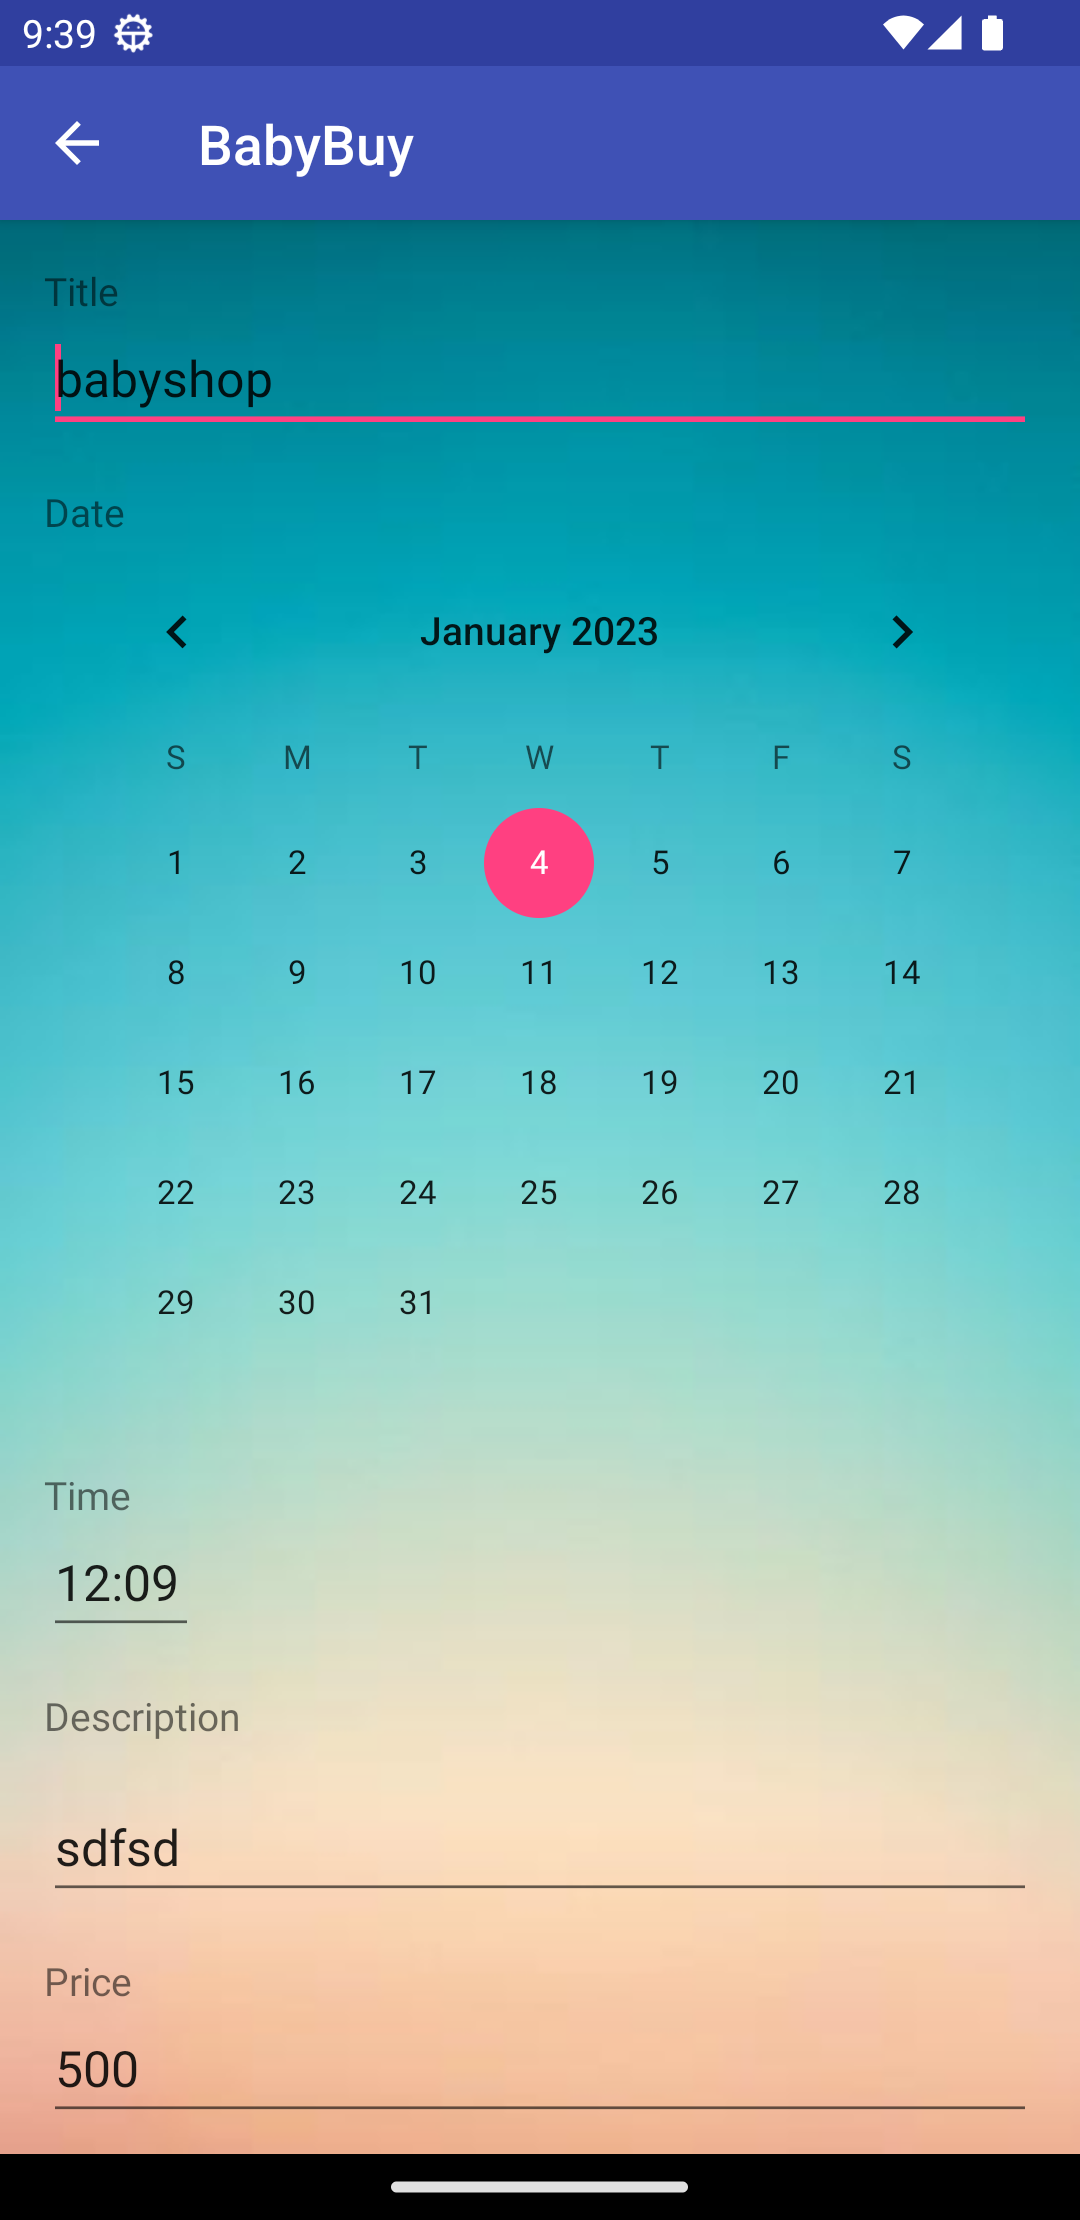 9:39
BabyBuy
Title
babyshop
Date
January 2023
S M T W T F S
1 2 3 4 5 6 7
8 9 10 11 12 13 14
15 16 17 18 19 20 21
22 23 24 25 26 27 28
29 30 31
Time
12:09
Description
sdfsd
Price
500